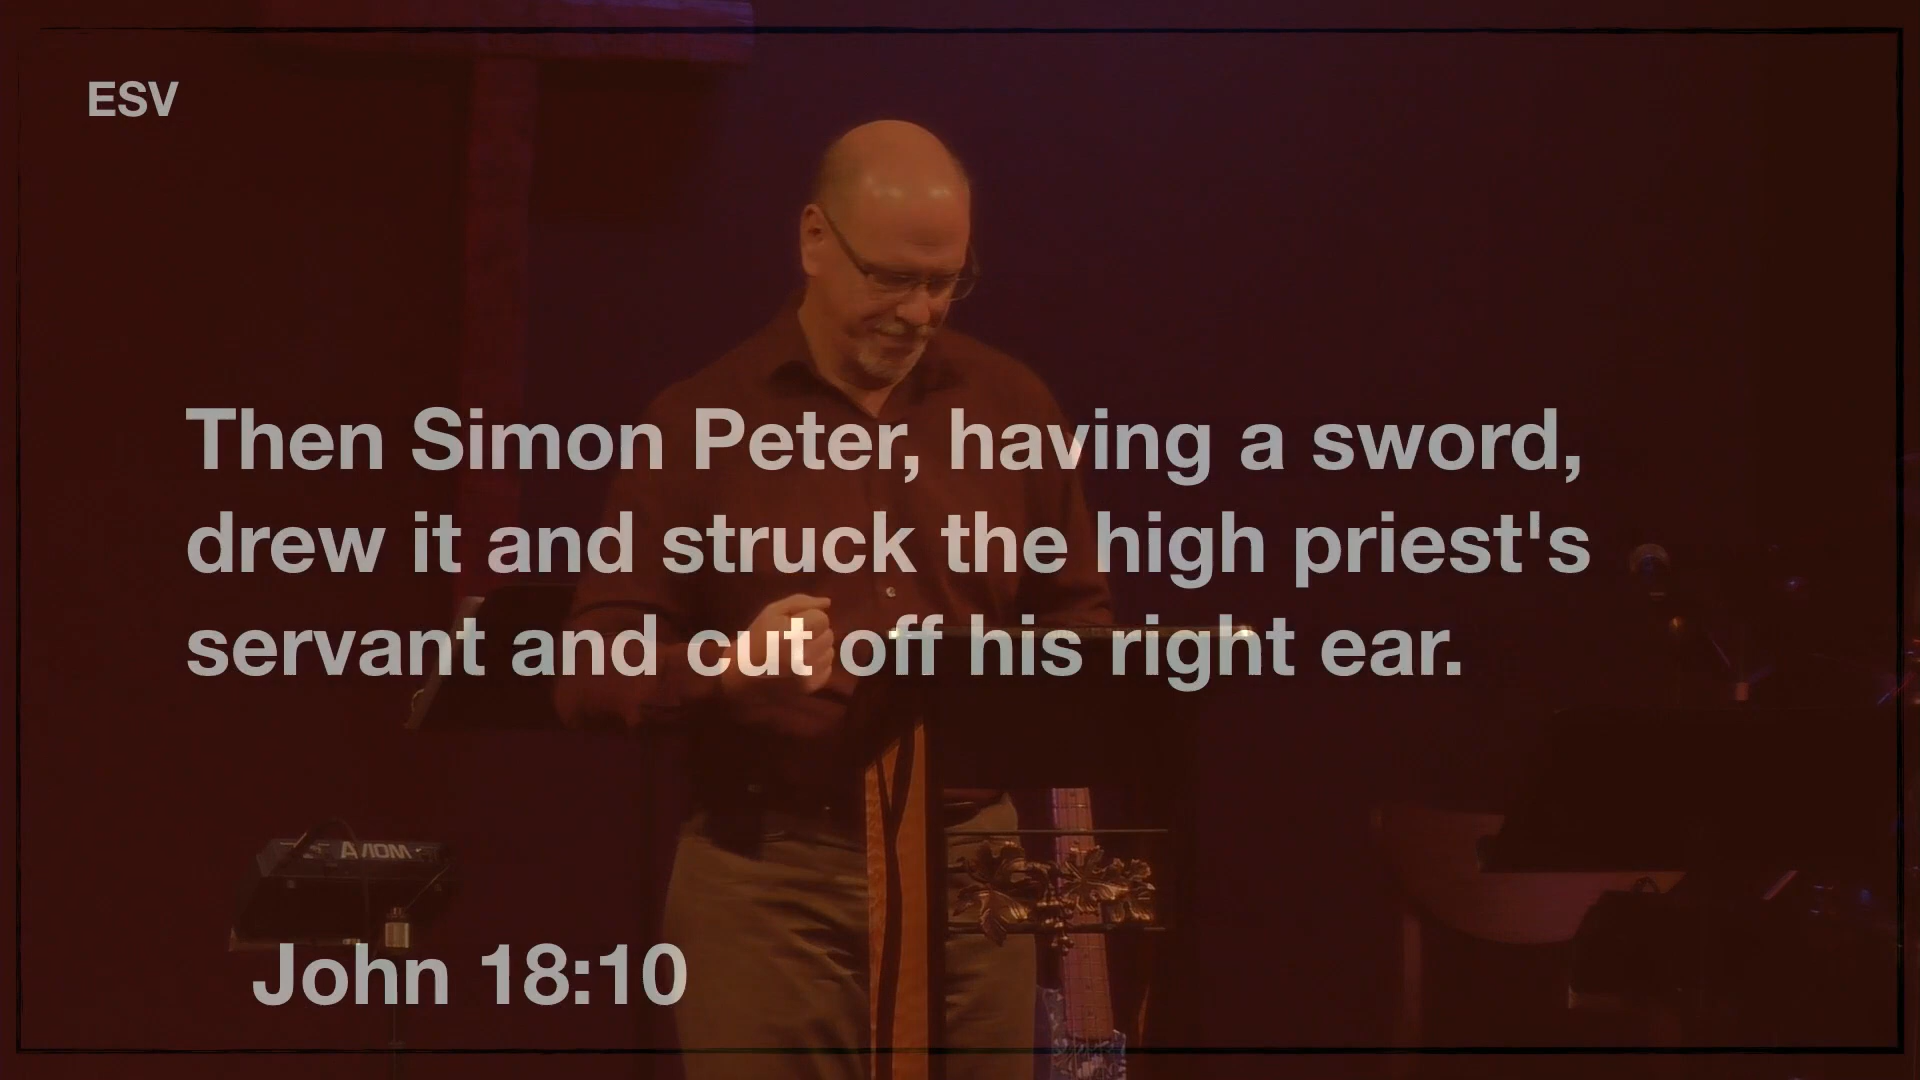 ESV
Then Simon Peter, having a sword,
drew it and struck the high priest's
servant and cut off his right ear.
AVIOM
John 18:10